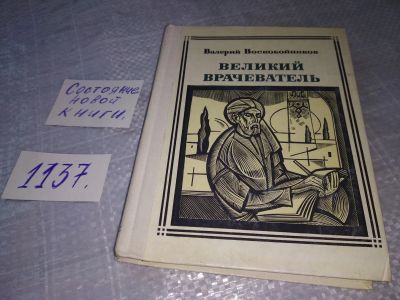 Валерий Воскобойников
ВЕЛИКИЙ
ВРАЧЕВАТЕЛЬ
Состояние
новой
книги.
1137.